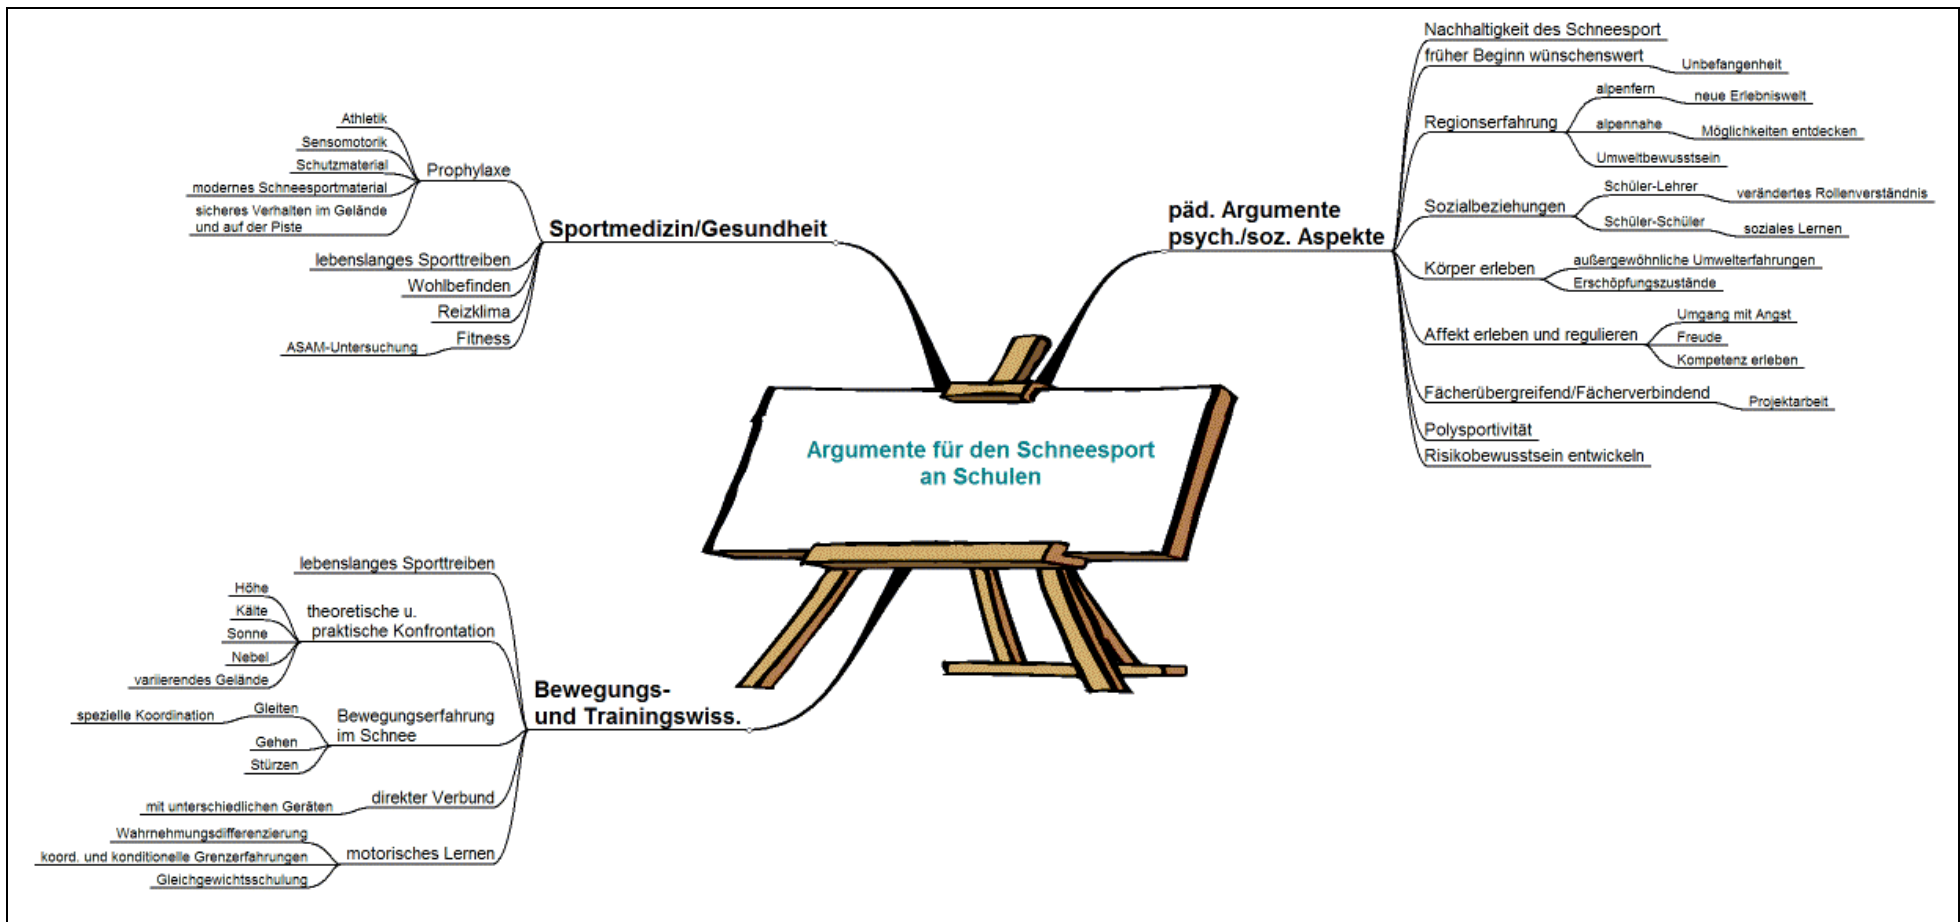 Argumente für den Schneesport
an Schulen
Sportmedizin/Gesundheit
Prophylaxe
Athletik
Sensomotorik
Schutzmaterial
modernes Schneesportmaterial
sicheres Verhalten im Gelände
und auf der Piste
lebenslanges Sporttreiben
Wohlbefinden
Reizklima
Fitness
ASAM-Untersuchung
päd. Argumente
psych./soz. Aspekte
Nachhaltigkeit des Schneesport
früher Beginn wünschenswert
Unbefangenheit
Regionserfahrung
alpenfern
neue Erlebniswelt
alpennahe
Möglichkeiten entdecken
Umweltbewusstsein
Sozialbeziehungen
Schüler-Lehrer
verändertes Rollenverständnis
Schüler-Schüler
soziales Lernen
Körper erleben
außergewöhnliche Umwelterfahrungen
Erschöpfungszustände
Affekt erleben und regulieren
Umgang mit Angst
Freude
Kompetenz erleben
Fächerübergreifend/Fächerverbindend
Projektarbeit
Polysportivität
Risikobewusstsein entwickeln
Bewegungs-
und Trainingswiss.
lebenslanges Sporttreiben
theoretische u.
praktische Konfrontation
Höhe
Kälte
Sonne
Nebel
variierendes Gelände
Bewegungserfahrung
im Schnee
Gleiten
spezielle Koordination
Gehen
Stürzen
direkter Verbund
mit unterschiedlichen Geräten
motorisches Lernen
Wahrnehmungsdifferenzierung
koord. und konditionelle Grenzerfahrungen
Gleichgewichtsschulung